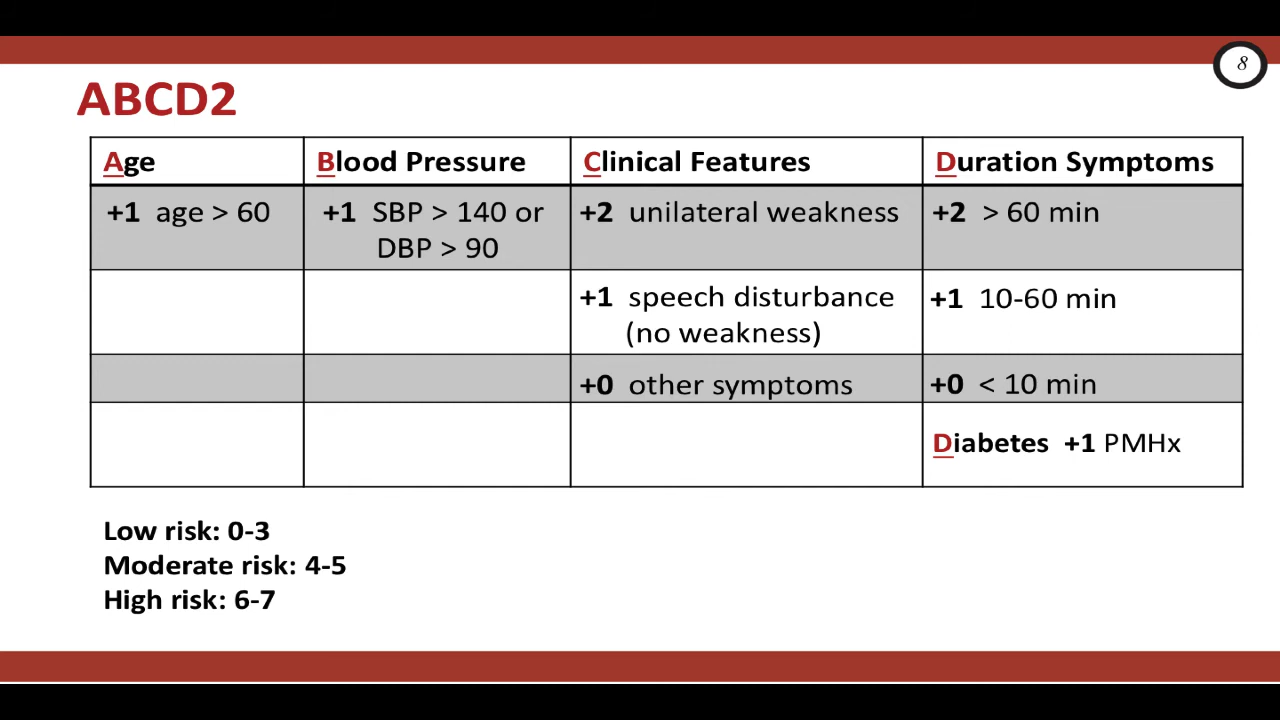 8
ABCD2
Age Blood Pressure Clinical Features Duration Symptoms
+1 age > 60 +1 SBP > 140 or +2 unilateral weakness +2 > 60 min
DBP > 90
+1 speech disturbance +1 10-60 min
(no weakness)
+0 other symptoms +0 < 10 min
Diabetes +1 PMHx
Low risk: 0-3
Moderate risk: 4-5
High risk: 6-7